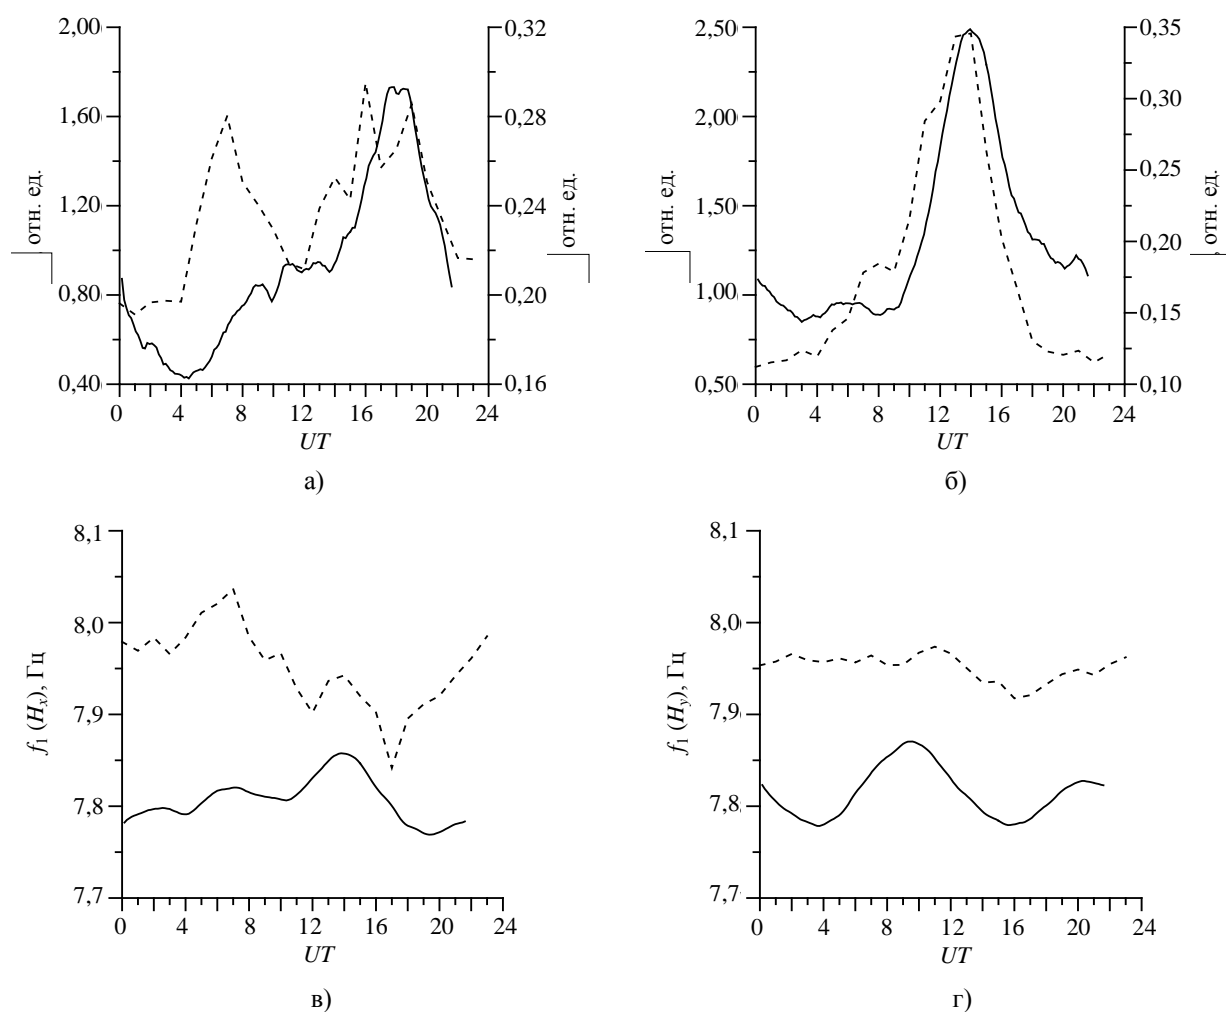 2,00
1,60
1,20
0,80
0,40
отн. ед.
0,32
0,28
0,24
0,20
0,16
отн. ед.
0 4 8 12 16 20 24
UT
а)
2,50
2,00
1,50
1,00
0,50
отн. ед.
0,35
0,30
0,25
0,20
0,15
0,10
, отн. ед.
0 4 8 12 16 20 24
UT
б)
8,1
8,0
7,9
7,8
7,7
f₁ (Hₓ), Гц
0 4 8 12 16 20 24
UT
в)
8,1
8,0
7,9
7,8
7,7
f₁ (Hᵧ), Гц
0 4 8 12 16 20 24
UT
г)